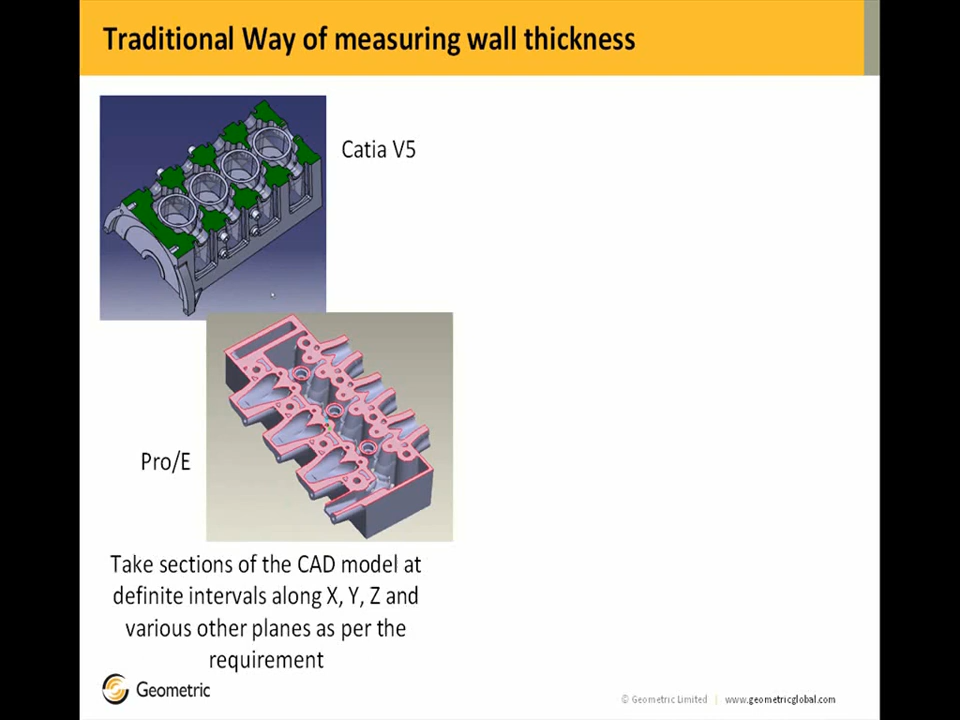 Traditional Way of measuring wall thickness
Catia V5
Pro/E
Take sections of the CAD model at
definite intervals along X, Y, Z and
various other planes as per the
requirement
Geometric
© Geometric Limited | www.geometricglobal.com